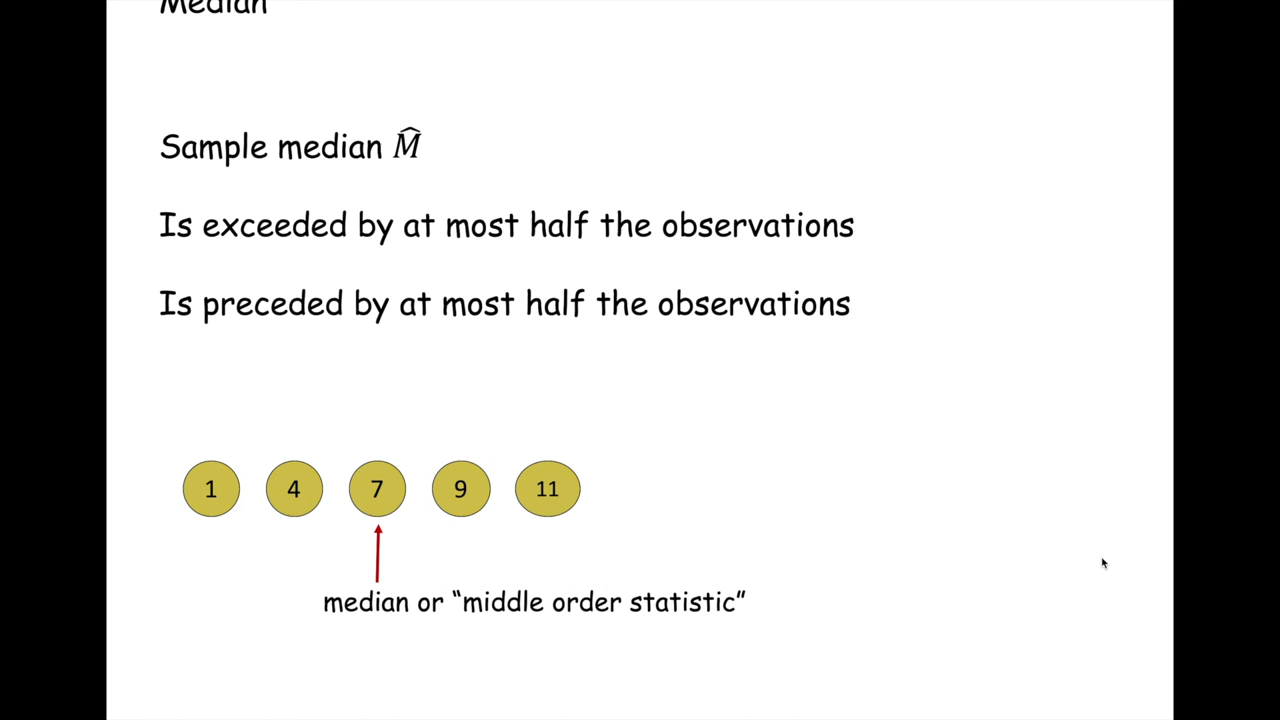 Median
Sample median M̂
Is exceeded by at most half the observations
Is preceded by at most half the observations
1 4 7 9 11
median or “middle order statistic”